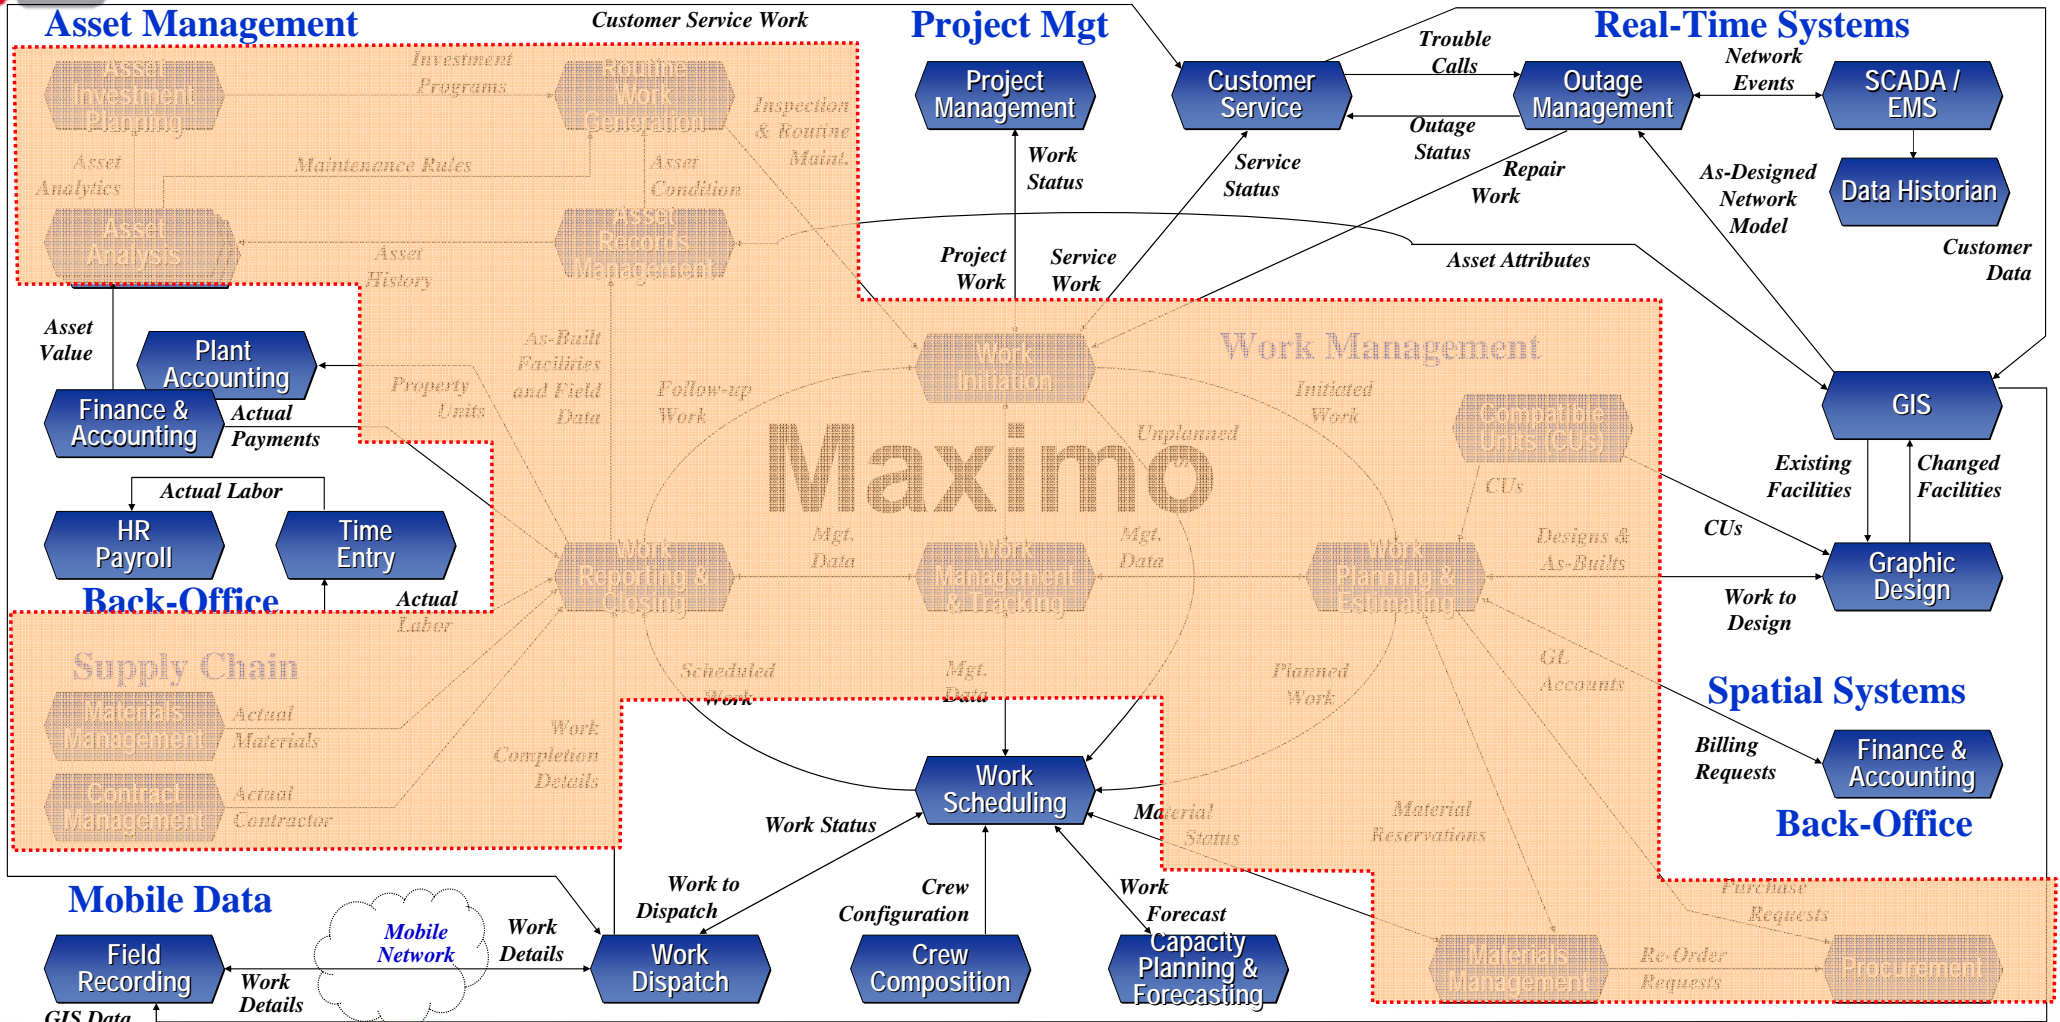 Asset Management
Customer Service Work
Project Mgt
Real-Time Systems
Asset
Investment
Planning
Investment
Programs
Routine
Work
Generation
Inspection
& Routine
Maint.
Project
Management
Customer
Service
Trouble
Calls
Outage
Management
Network
Events
SCADA /
EMS
Outage
Status
Asset
Analytics
Maintenance Rules
Asset
Condition
Work
Status
Service
Status
Repair
Work
As-Designed
Network
Model
Data Historian
Asset
Analysis
Asset
History
Asset
Records
Management
Project
Work
Service
Work
Asset Attributes
Customer
Data
Asset
Value
Plant
Accounting
Finance &
Accounting
Actual
Payments
Property
Units
As-Built
Facilities
and Field
Data
Follow-up
Work
Work
Initiation
Work Management
Initiated
Work
Compatible
Units (CUs)
GIS
Maximo
Unplanned
CUs
Existing
Facilities
Changed
Facilities
CUs
Actual Labor
HR
Payroll
Time
Entry
Back-Office
Actual
Labor
Work
Reporting &
Closing
Mgt.
Data
Work
Management
& Tracking
Mgt.
Data
Work
Planning &
Estimating
Designs &
As-Builts
Graphic
Design
Work to
Design
Supply Chain
Materials
Management
Actual
Materials
Contract
Management
Actual
Contractor
Work
Completion
Details
Scheduled
Work
Mgt.
Data
Planned
Work
GL
Accounts
Spatial Systems
Billing
Requests
Finance &
Accounting
Back-Office
Work
Scheduling
Work Status
Material
Status
Material
Reservations
Mobile Data
Work to
Dispatch
Crew
Configuration
Work
Forecast
Purchase
Requests
Field
Recording
Mobile
Network
Work
Details
Work
Details
Work
Dispatch
Crew
Composition
Capacity
Planning &
Forecasting
Materials
Management
Re-Order
Requests
Procurement
GIS Data